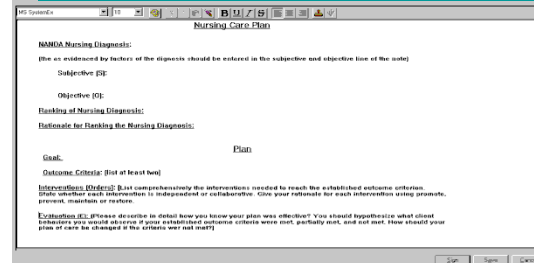 MS SystemEx 10 B U I S
Nursing Care Plan
NANDA Nursing Diagnosis:
(the as evidenced by factors of the dignosis should be entered in the subjective and objective line of the note)
Subjective (S):
Objective (O):
Ranking of Nursing Diagnosis:
Rationale for Ranking the Nursing Diagnosis:
Plan
Goal:
Outcome Criteria: (list at least two)
Interventions (Orders): (List comprehensively the interventions needed to reach the established outcome criterian.
State whether each intervention is independent or collaborative. Give your rationale for each intervention using promote,
prevent, maintain or restore.
Evaluation (E): (Please describe in detail how you know your plan was effective? You should hypothesize what client
behaviors you would observe if your established outcome criteria were met, partially met, and not met. How should your
plan of care be changed if the criteria wer not met?)
Sign Save